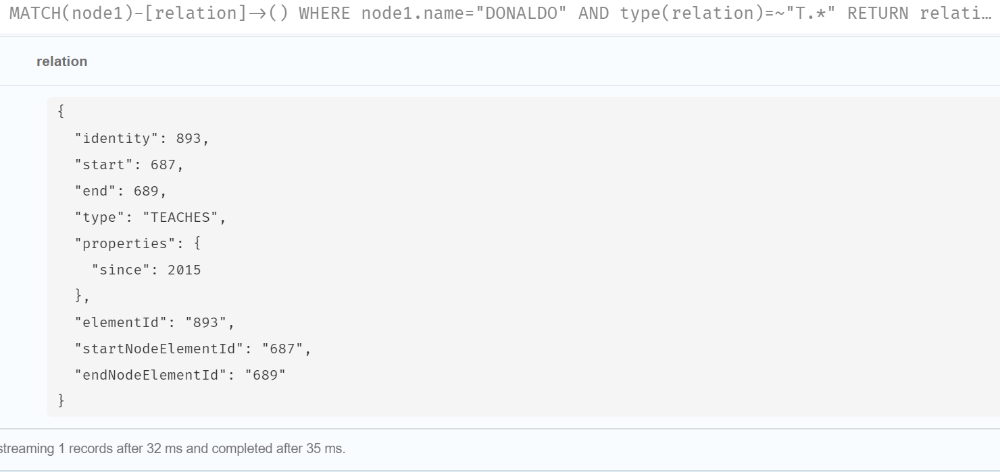 MATCH(node1)-[relation]->() WHERE node1.name="DONALDO" AND type(relation)=~"T.*" RETURN relati…
relation
{
"identity": 893,
"start": 687,
"end": 689,
"type": "TEACHES",
"properties": {
"since": 2015
},
"elementId": "893",
"startNodeElementId": "687",
"endNodeElementId": "689"
}
streaming 1 records after 32 ms and completed after 35 ms.